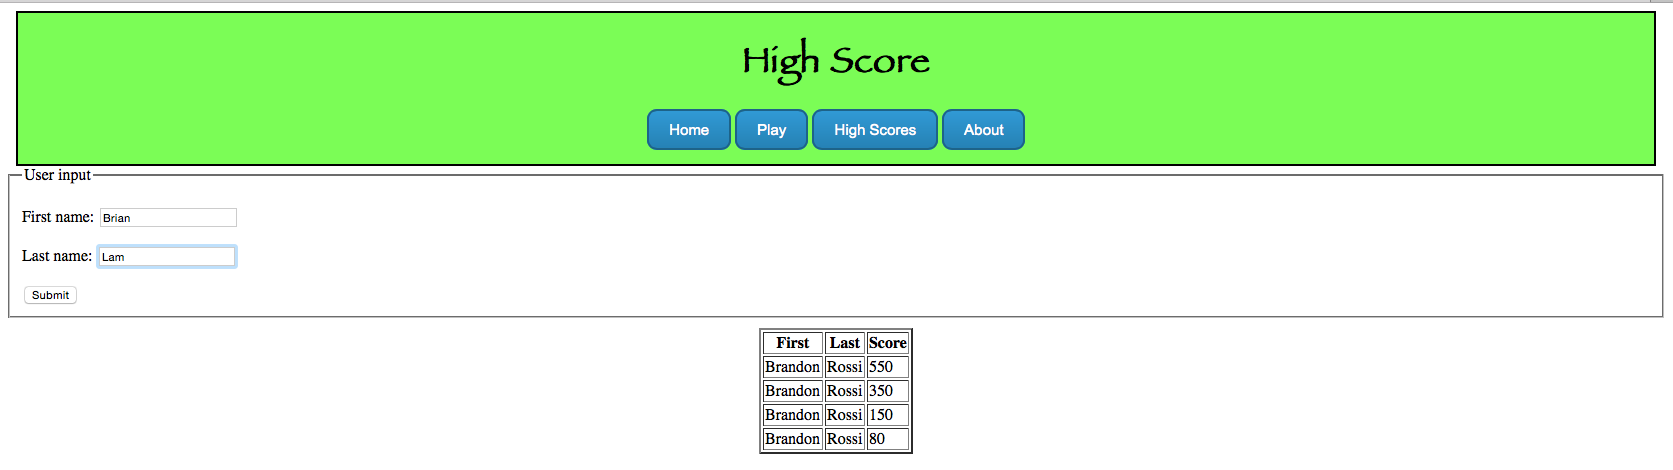 High Score
Home Play High Scores About
User input
First name: Brian
Last name: Lam
Submit
First Last Score
Brandon Rossi 550
Brandon Rossi 350
Brandon Rossi 150
Brandon Rossi 80